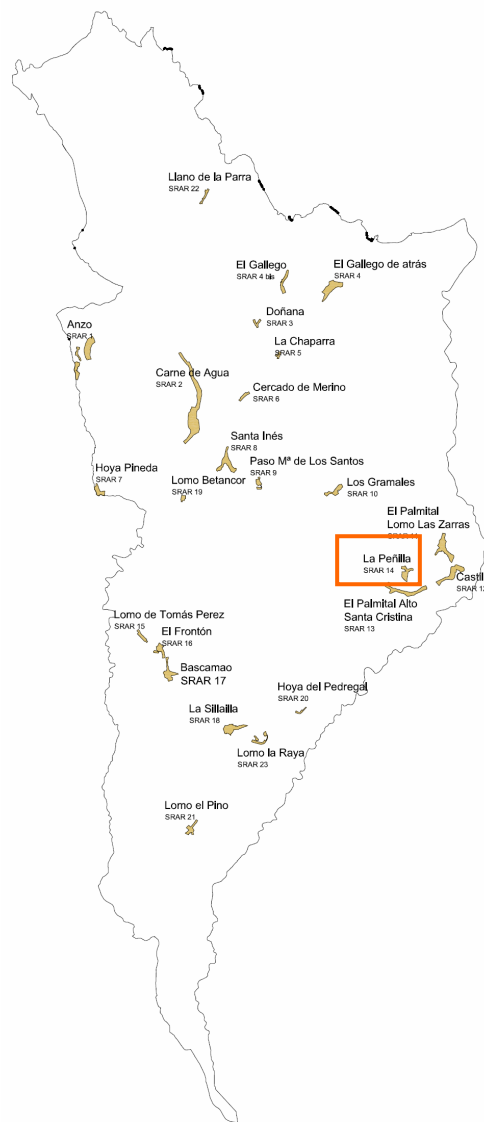 Llano de la Parra
SRAR 22
El Gallego
SRAR 4 bis
El Gallego de atrás
SRAR 4
Doñana
SRAR 3
Anzo
SRAR 1
La Chaparra
SRAR 5
Carne de Agua
SRAR 2
Cercado de Merino
SRAR 6
Santa Inés
SRAR 8
Paso Mª de Los Santos
SRAR 9
Hoya Pineda
SRAR 7
Lomo Betancor
SRAR 19
Los Gramales
SRAR 10
El Palmital
Lomo Las Zarras
La Peñilla
SRAR 14
Castill
SRAR 12
El Palmital Alto
Santa Cristina
SRAR 13
Lomo de Tomás Perez
SRAR 15
El Frontón
SRAR 16
Bascamao
SRAR 17
Hoya del Pedregal
SRAR 20
La Sillailla
SRAR 18
Lomo la Raya
SRAR 23
Lomo el Pino
SRAR 21